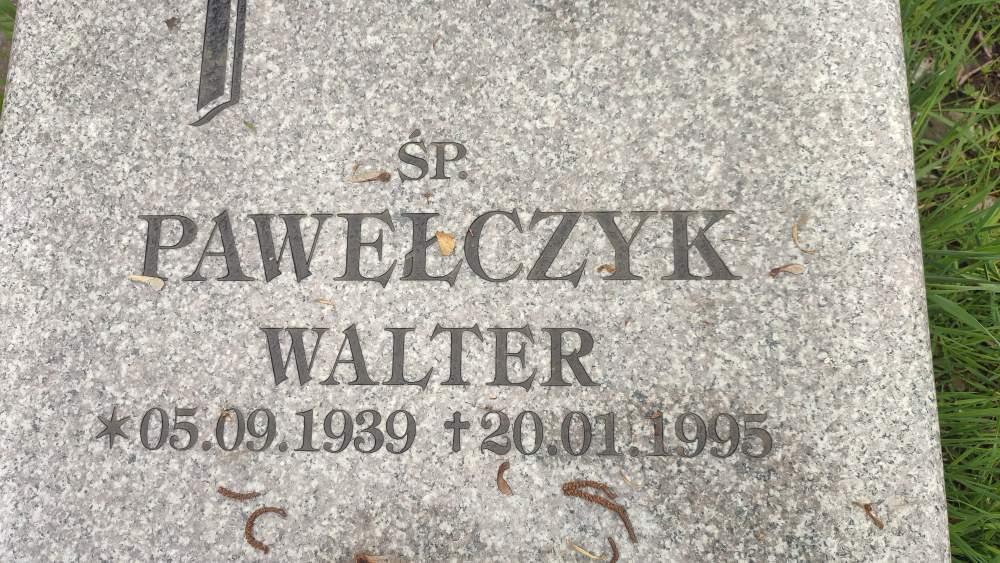 ŚP.
PAWEŁCZYK
WALTER
*05.09.1939 †20.01.1995